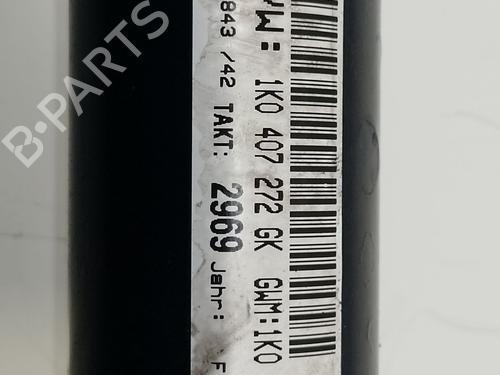 VW: 1K0 407 272 GK GWM:1K0
843 /42 TAKT: 2969 Jahr: F
B-PARTS